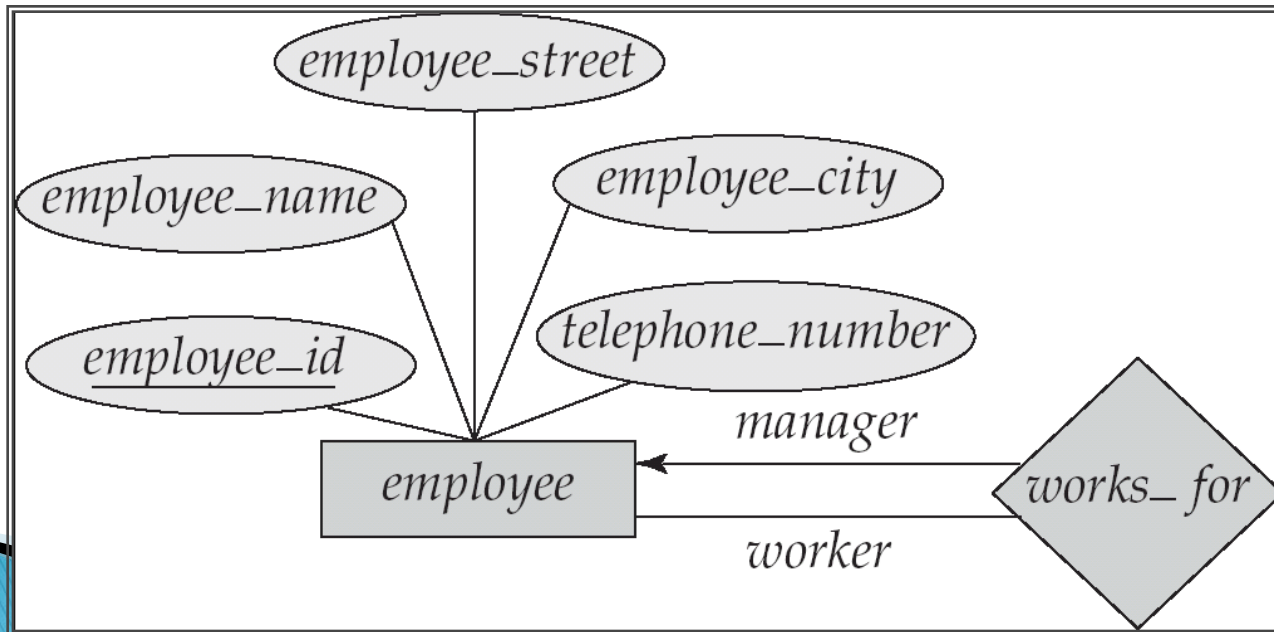 employee_street
employee_city
employee_name
telephone_number
employee_id
manager
employee
works_for
worker